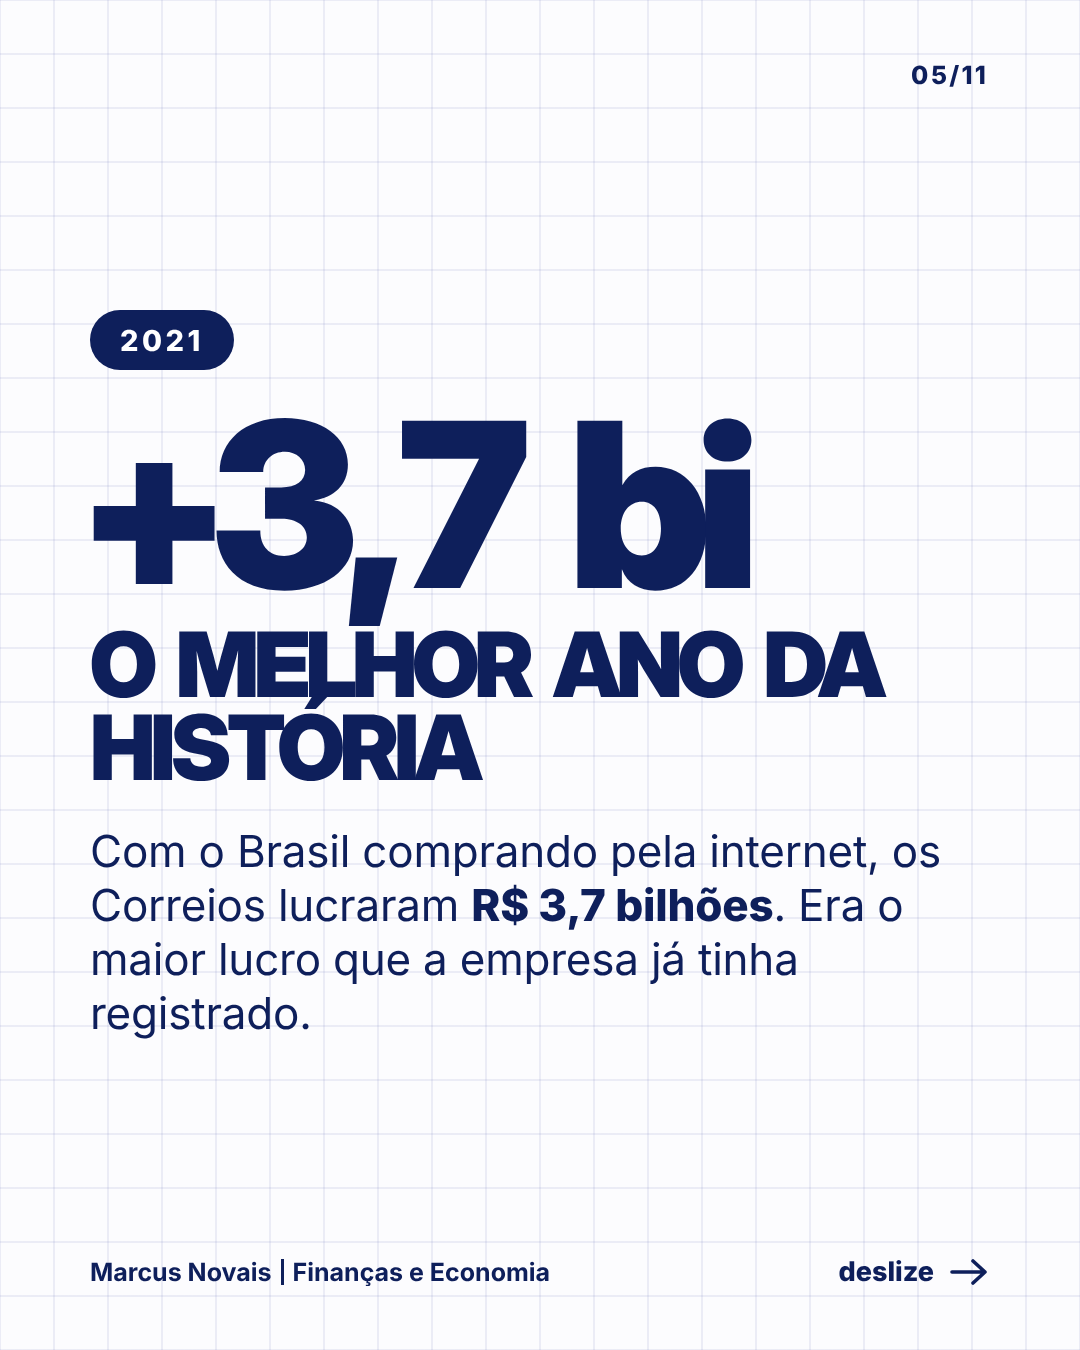 05/11
2021
+3,7 bi
O MELHOR ANO DA
HISTÓRIA
Com o Brasil comprando pela internet, os
Correios lucraram R$ 3,7 bilhões. Era o
maior lucro que a empresa já tinha
registrado.
Marcus Novais | Finanças e Economia
deslize →